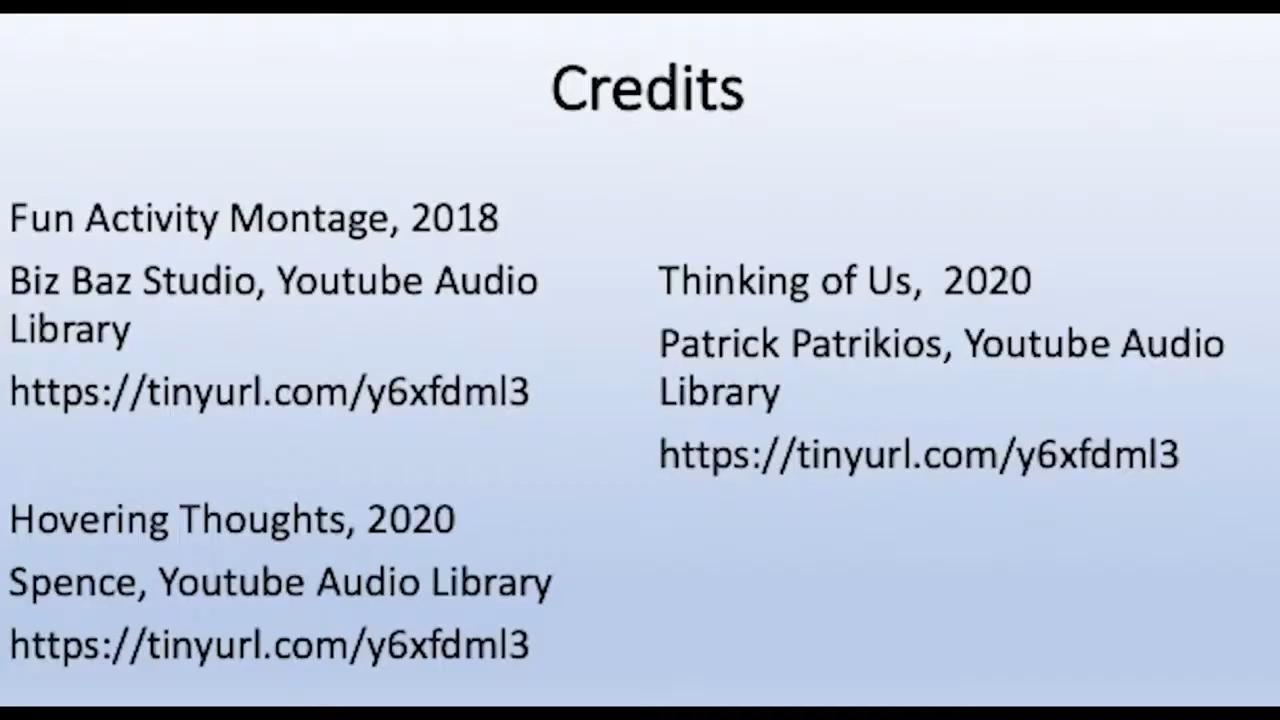 Credits
Fun Activity Montage, 2018
Biz Baz Studio, Youtube Audio
Library
https://tinyurl.com/y6xfdml3
Hovering Thoughts, 2020
Spence, Youtube Audio Library
https://tinyurl.com/y6xfdml3
Thinking of Us,  2020
Patrick Patrikios, Youtube Audio
Library
https://tinyurl.com/y6xfdml3